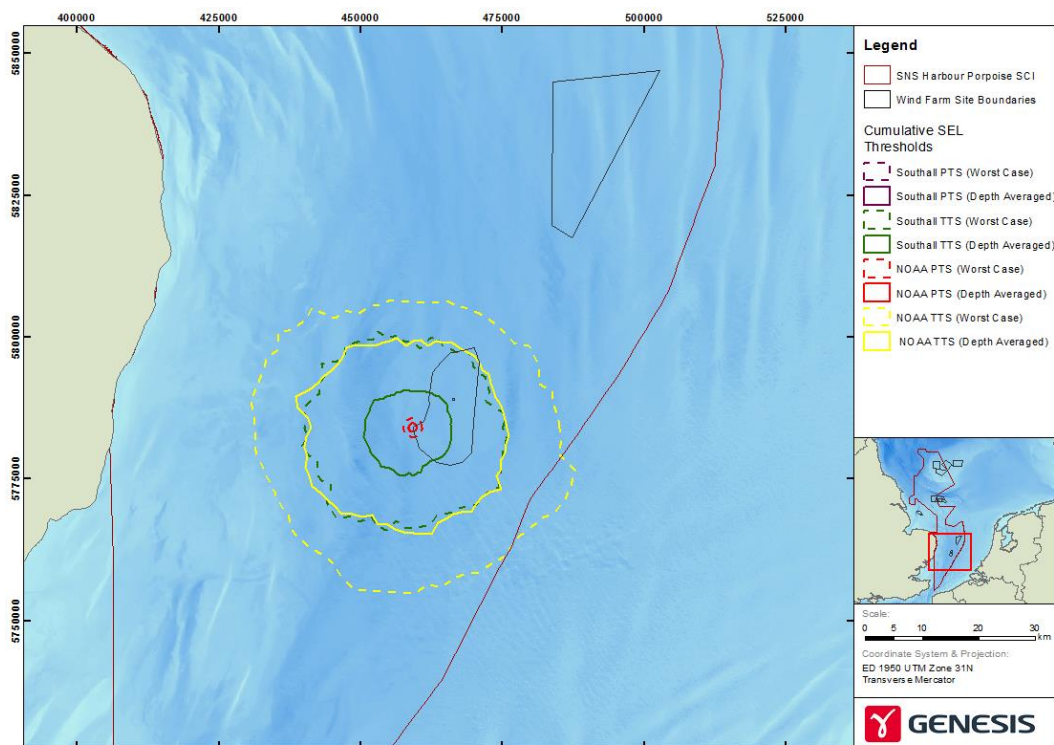 400000 425000 450000 475000 500000 525000
5850000
5825000
5800000
5775000
5750000
Legend
SNS Harbour Porpoise SCI
Wind Farm Site Boundaries
Cumulative SEL
Thresholds
Southall PTS (Worst Case)
Southall PTS (Depth Averaged)
Southall TTS (Worst Case)
Southall TTS (Depth Averaged)
NOAA PTS (Worst Case)
NOAA PTS (Depth Averaged)
NOAA TTS (Worst Case)
NOAA TTS (Depth Averaged)
Scale:
0 5 10 20 30
km
Coordinate System & Projection:
ED 1950 UTM Zone 31N
Transverse Mercator
GENESIS